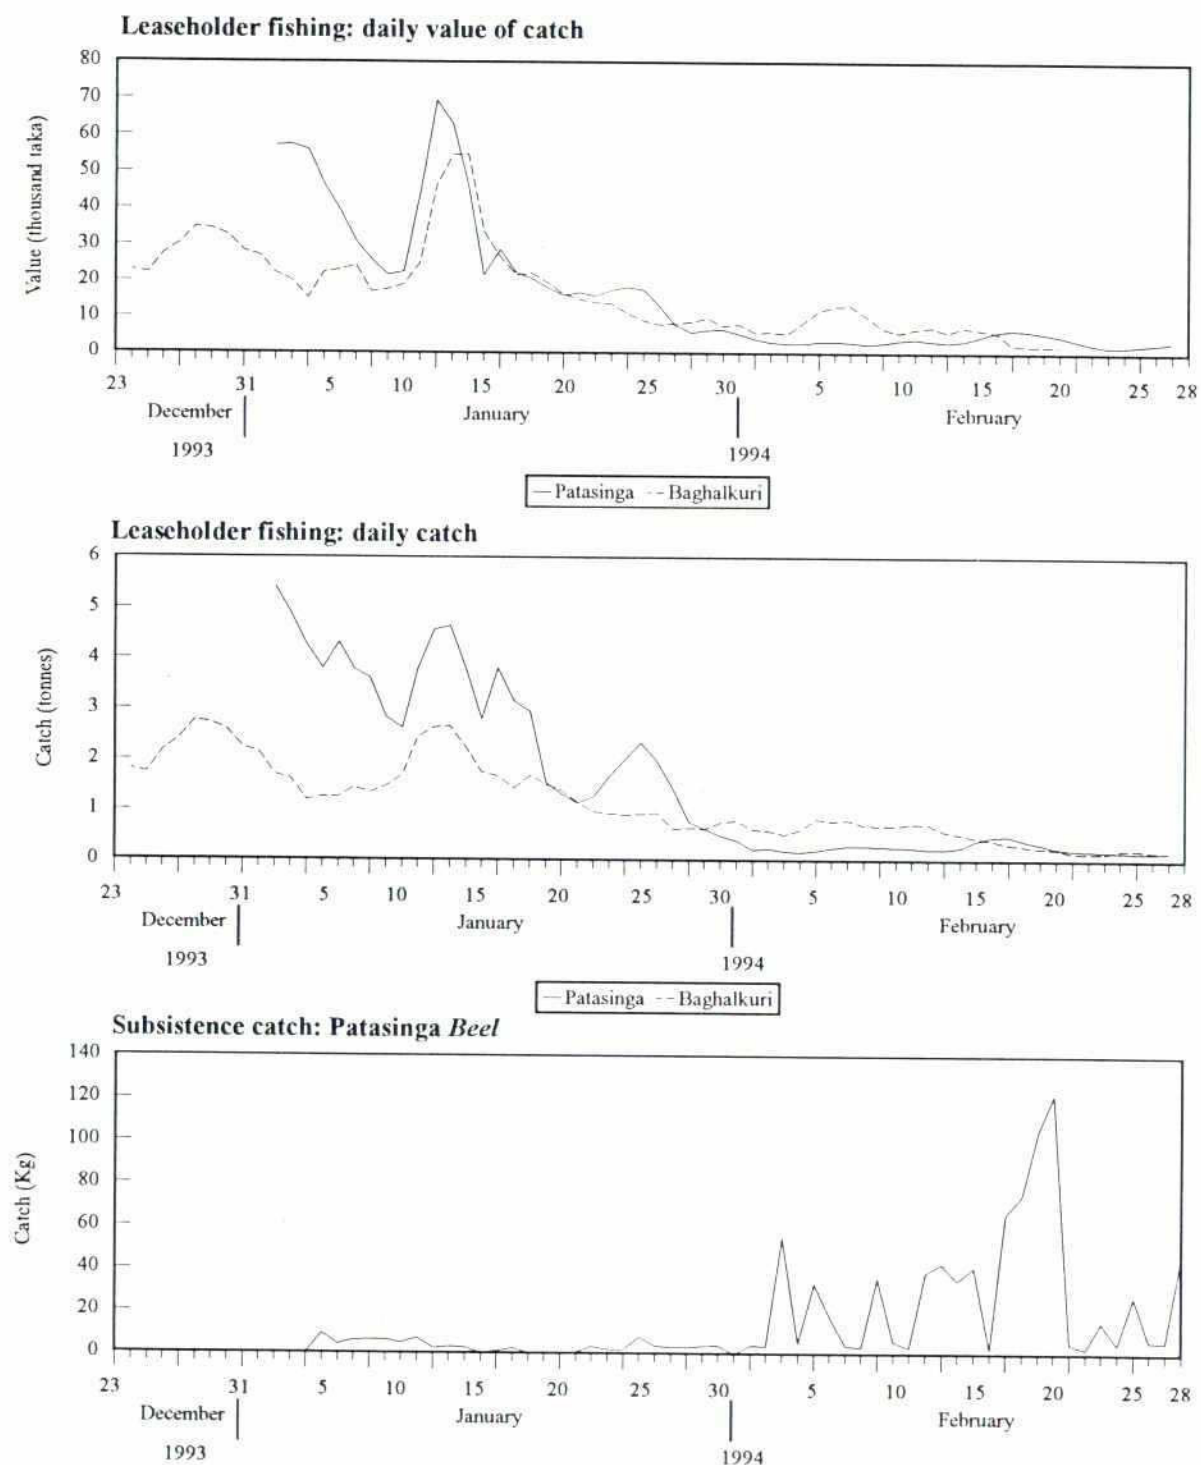 Leaseholder fishing: daily value of catch
80
70
60
50
40
30
20
10
0
Value (thousand taka)
23 31 5 10 15 20 25 30 5 10 15 20 25 28
December January February
1993 1994
Patasinga Baghalkuri
Leaseholder fishing: daily catch
6
5
4
3
2
1
0
Catch (tonnes)
23 31 5 10 15 20 25 30 5 10 15 20 25 28
December January February
1993 1994
Patasinga Baghalkuri
Subsistence catch: Patasinga Beel
140
120
100
80
60
40
20
0
Catch (Kg)
23 31 5 10 15 20 25 30 5 10 15 20 25 28
December January February
1993 1994